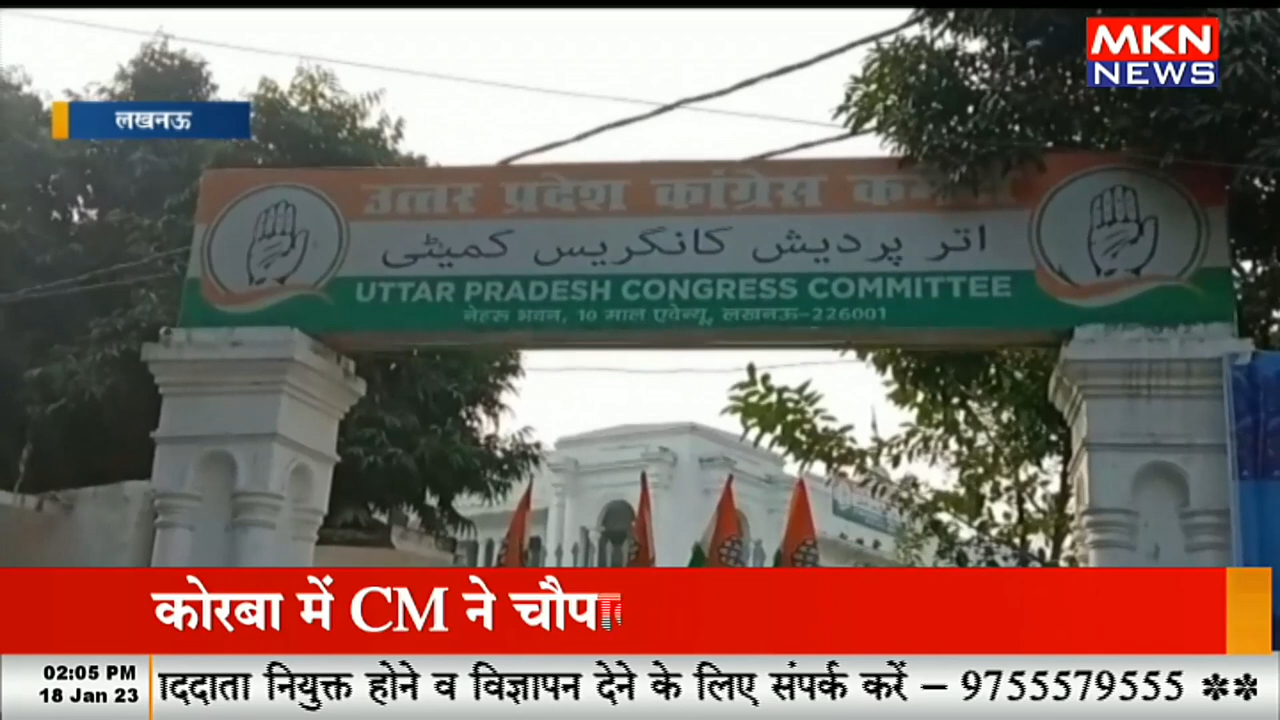 MKN
NEWS
लखनऊ
उत्तर प्रदेश कांग्रेस
اتر پردیش کانگریس کمیٹی
UTTAR PRADESH CONGRESS COMMITTEE
नेहरू भवन, 10 माल एवेन्यू, लखनऊ-226001
कोरबा में CM ने चौप
02:05 PM
18 Jan 23
ाददाता नियुक्त होने व विज्ञापन देने के लिए संपर्क करें – 9755579555 **